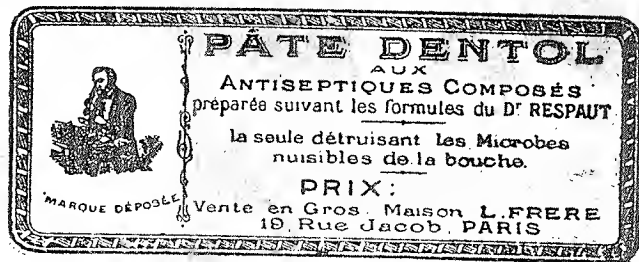 PÂTE DENTOL
AUX
ANTISEPTIQUES COMPOSÉS
préparée suivant les formules du Dr RESPAUT
la seule détruisant les Microbes
nuisibles de la bouche.
PRIX:
Vente en Gros. Maison L. FRERE
19, Rue Jacob, PARIS
MARQUE DÉPOSÉE